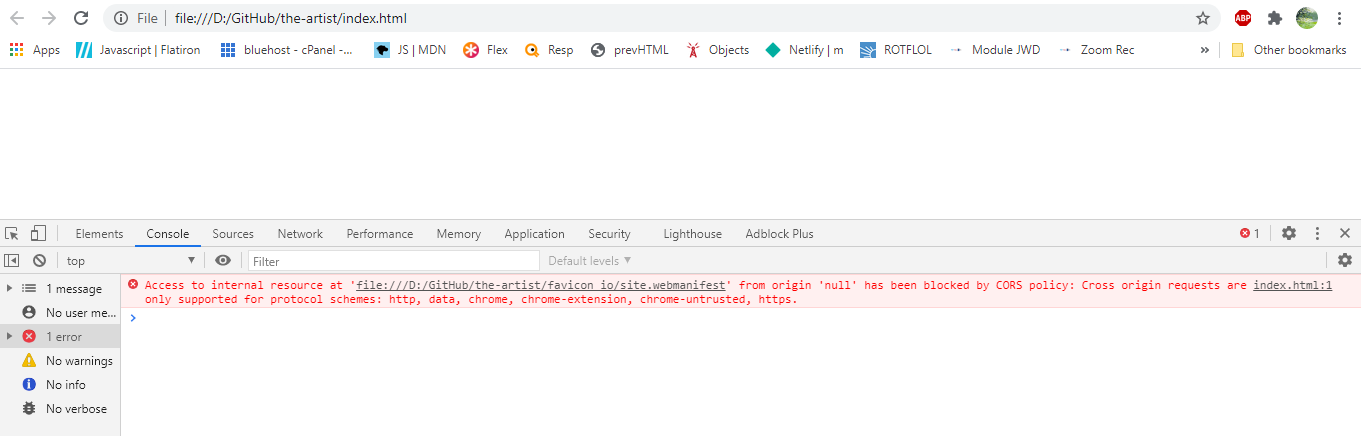 File file:///D:/GitHub/the-artist/index.html ABP
Apps Javascript | Flatiron bluehost - cPanel -... JS | MDN Flex Resp prevHTML Objects Netlify | m ROTFLOL Module JWD Zoom Rec » Other bookmarks
Elements Console Sources Network Performance Memory Application Security Lighthouse Adblock Plus 1
top Filter Default levels
1 message
No user me...
1 error
No warnings
No info
No verbose
Access to internal resource at 'file:///D:/GitHub/the-artist/favicon_io/site.webmanifest' from origin 'null' has been blocked by CORS policy: Cross origin requests are index.html:1
only supported for protocol schemes: http, data, chrome, chrome-extension, chrome-untrusted, https.